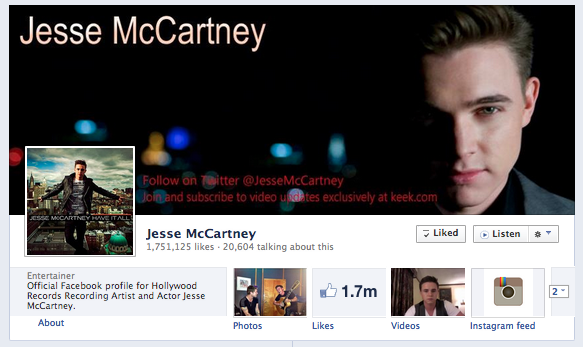 Jesse McCartney
Follow on Twitter @JesseMcCartney
Join and subscribe to video updates exclusively at keek.com
JESSE MCCARTNEY HAVE IT ALL
Jesse McCartney
1,751,125 likes · 20,604 talking about this
Liked
Listen
Entertainer
Official Facebook profile for Hollywood
Records Recording Artist and Actor Jesse
McCartney.
About
1.7m
Photos
Likes
Videos
Instagram feed
2